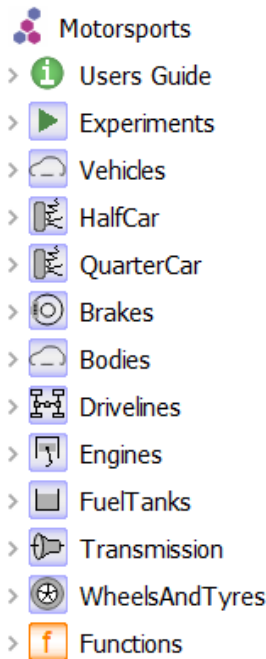 Motorsports
Users Guide
Experiments
Vehicles
HalfCar
QuarterCar
Brakes
Bodies
Drivelines
Engines
FuelTanks
Transmission
WheelsAndTyres
Functions